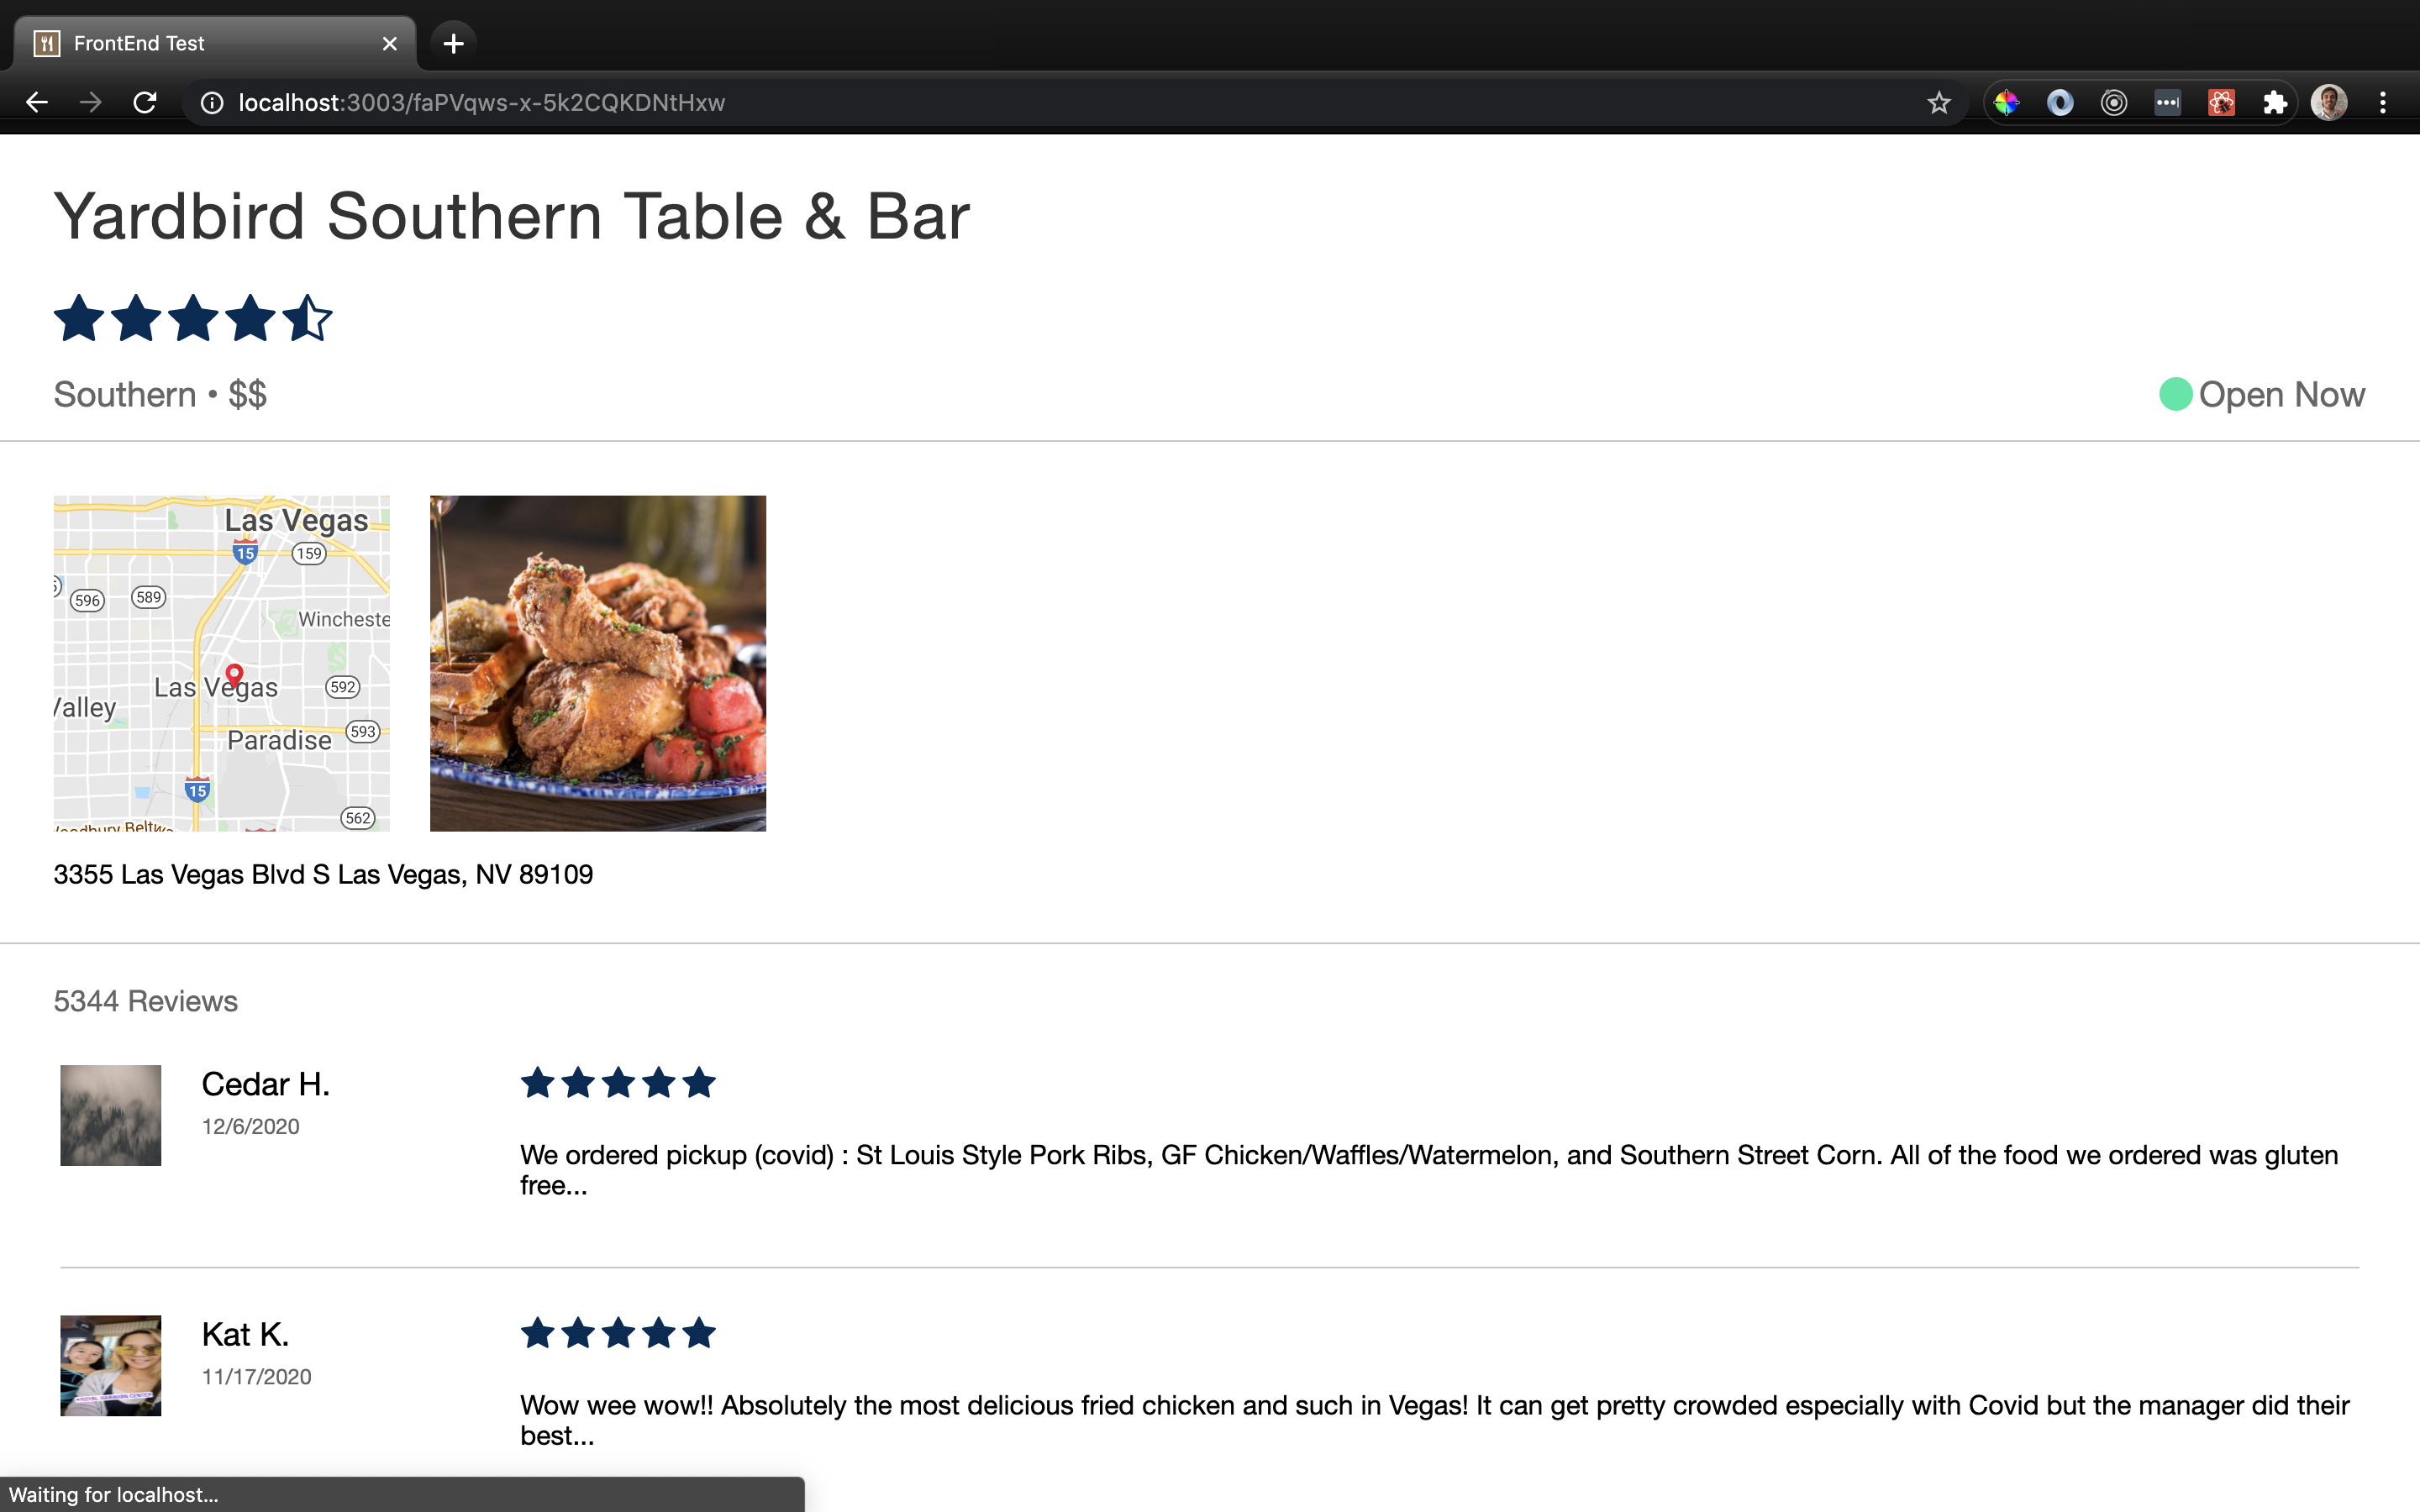 FrontEnd Test
localhost:3003/faPVqws-x-5k2CQKDNtHxw
Yardbird Southern Table & Bar
Southern • $$
Open Now
Las Vegas
15
159
596
589
Wincheste
Las Vegas
592
Valley
593
Paradise
15
562
3355 Las Vegas Blvd S Las Vegas, NV 89109
5344 Reviews
Cedar H.
12/6/2020
We ordered pickup (covid) : St Louis Style Pork Ribs, GF Chicken/Waffles/Watermelon, and Southern Street Corn. All of the food we ordered was gluten
free...
Kat K.
11/17/2020
Wow wee wow!! Absolutely the most delicious fried chicken and such in Vegas! It can get pretty crowded especially with Covid but the manager did their
best...
Waiting for localhost...